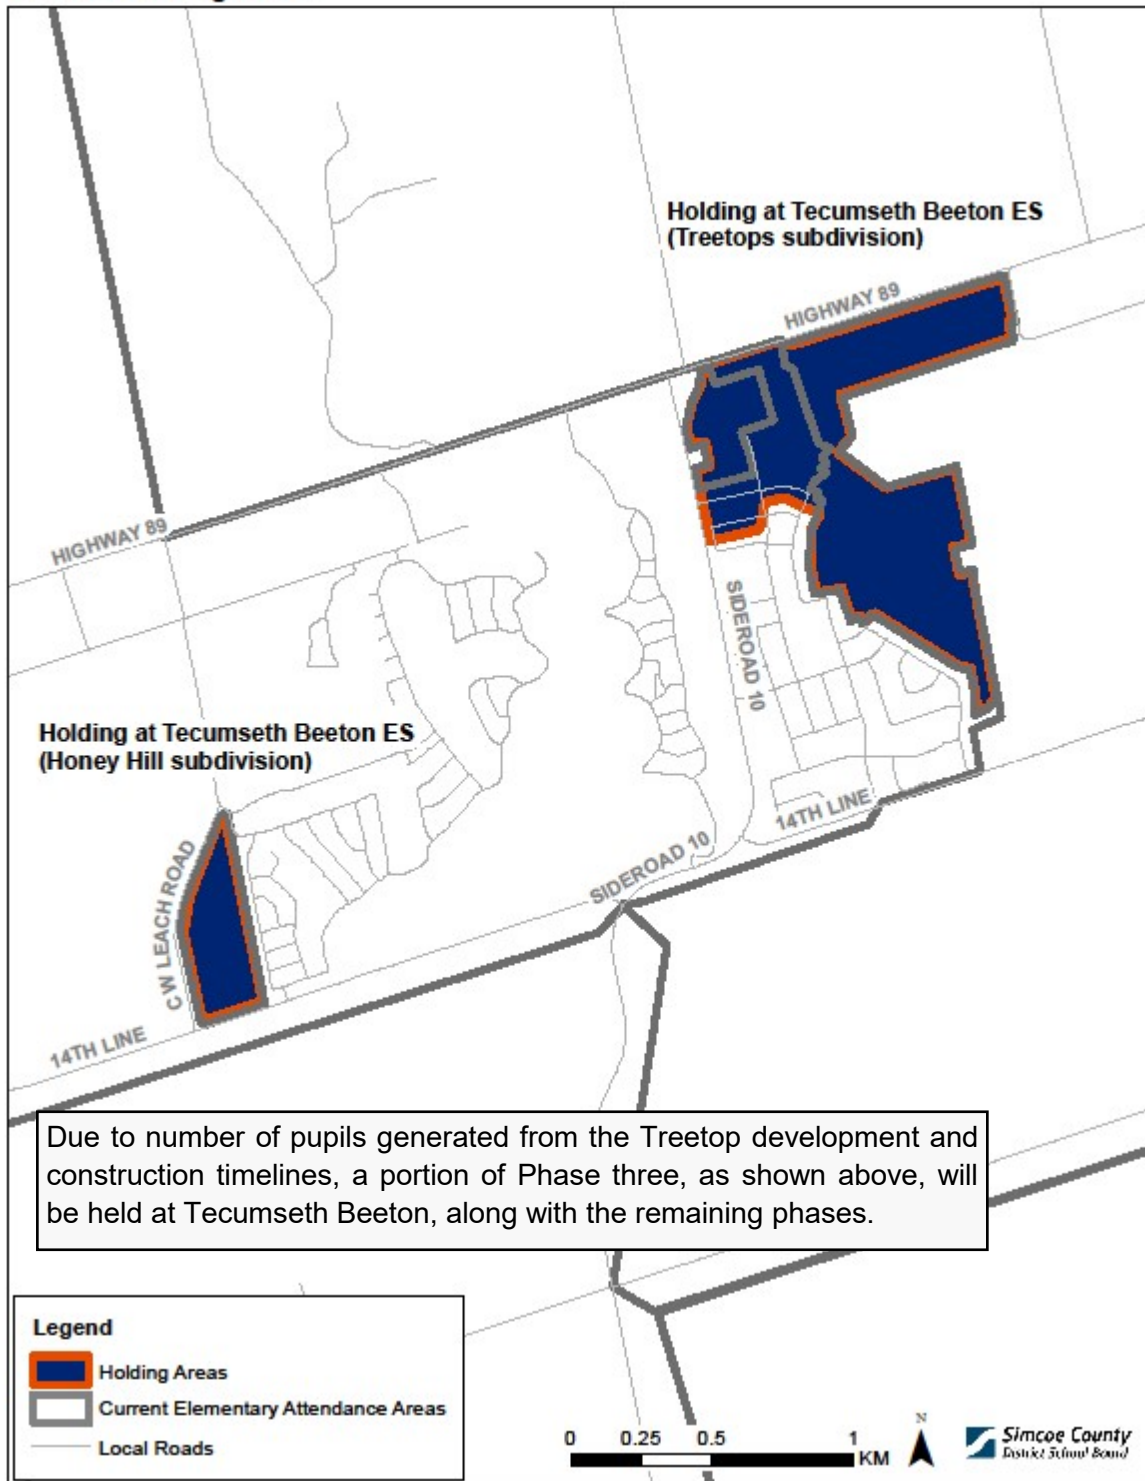 Holding at Tecumseth Beeton ES
(Treetops subdivision)
HIGHWAY 89
HIGHWAY 89
SIDEROAD 10
Holding at Tecumseth Beeton ES
(Honey Hill subdivision)
14TH LINE
SIDEROAD 10
C W LEACH ROAD
14TH LINE
Due to number of pupils generated from the Treetop development and
construction timelines, a portion of Phase three, as shown above, will
be held at Tecumseth Beeton, along with the remaining phases.
Legend
Holding Areas
Current Elementary Attendance Areas
Local Roads
0 0.25 0.5 1
KM
N
Simcoe County
District School Board